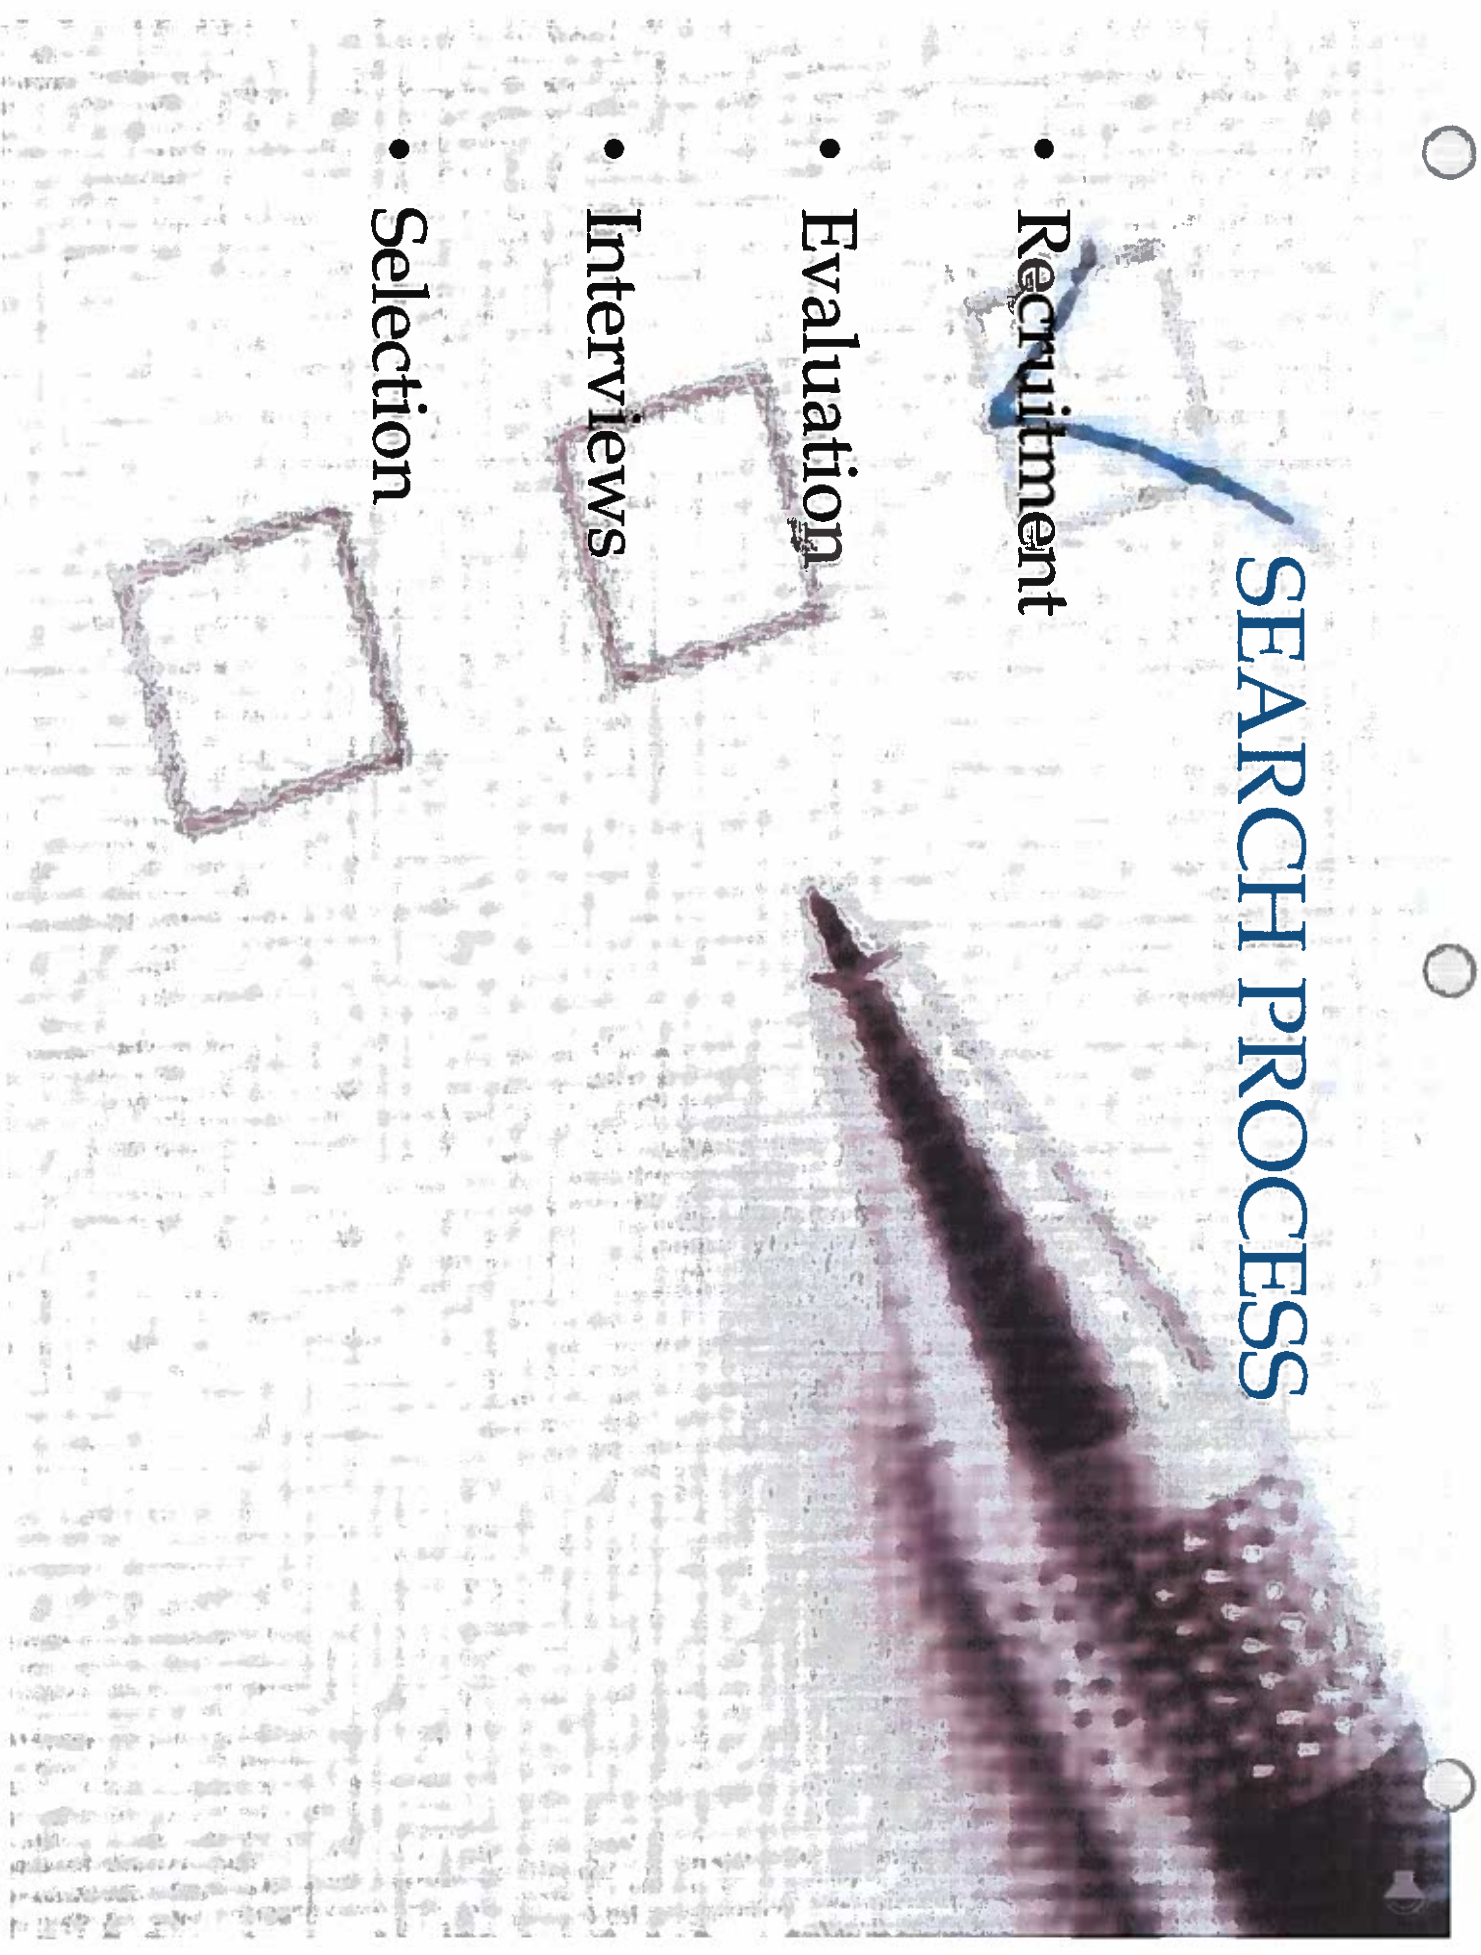 SEARCH PROCESS
• Recruitment
• Evaluation
• Interviews
• Selection